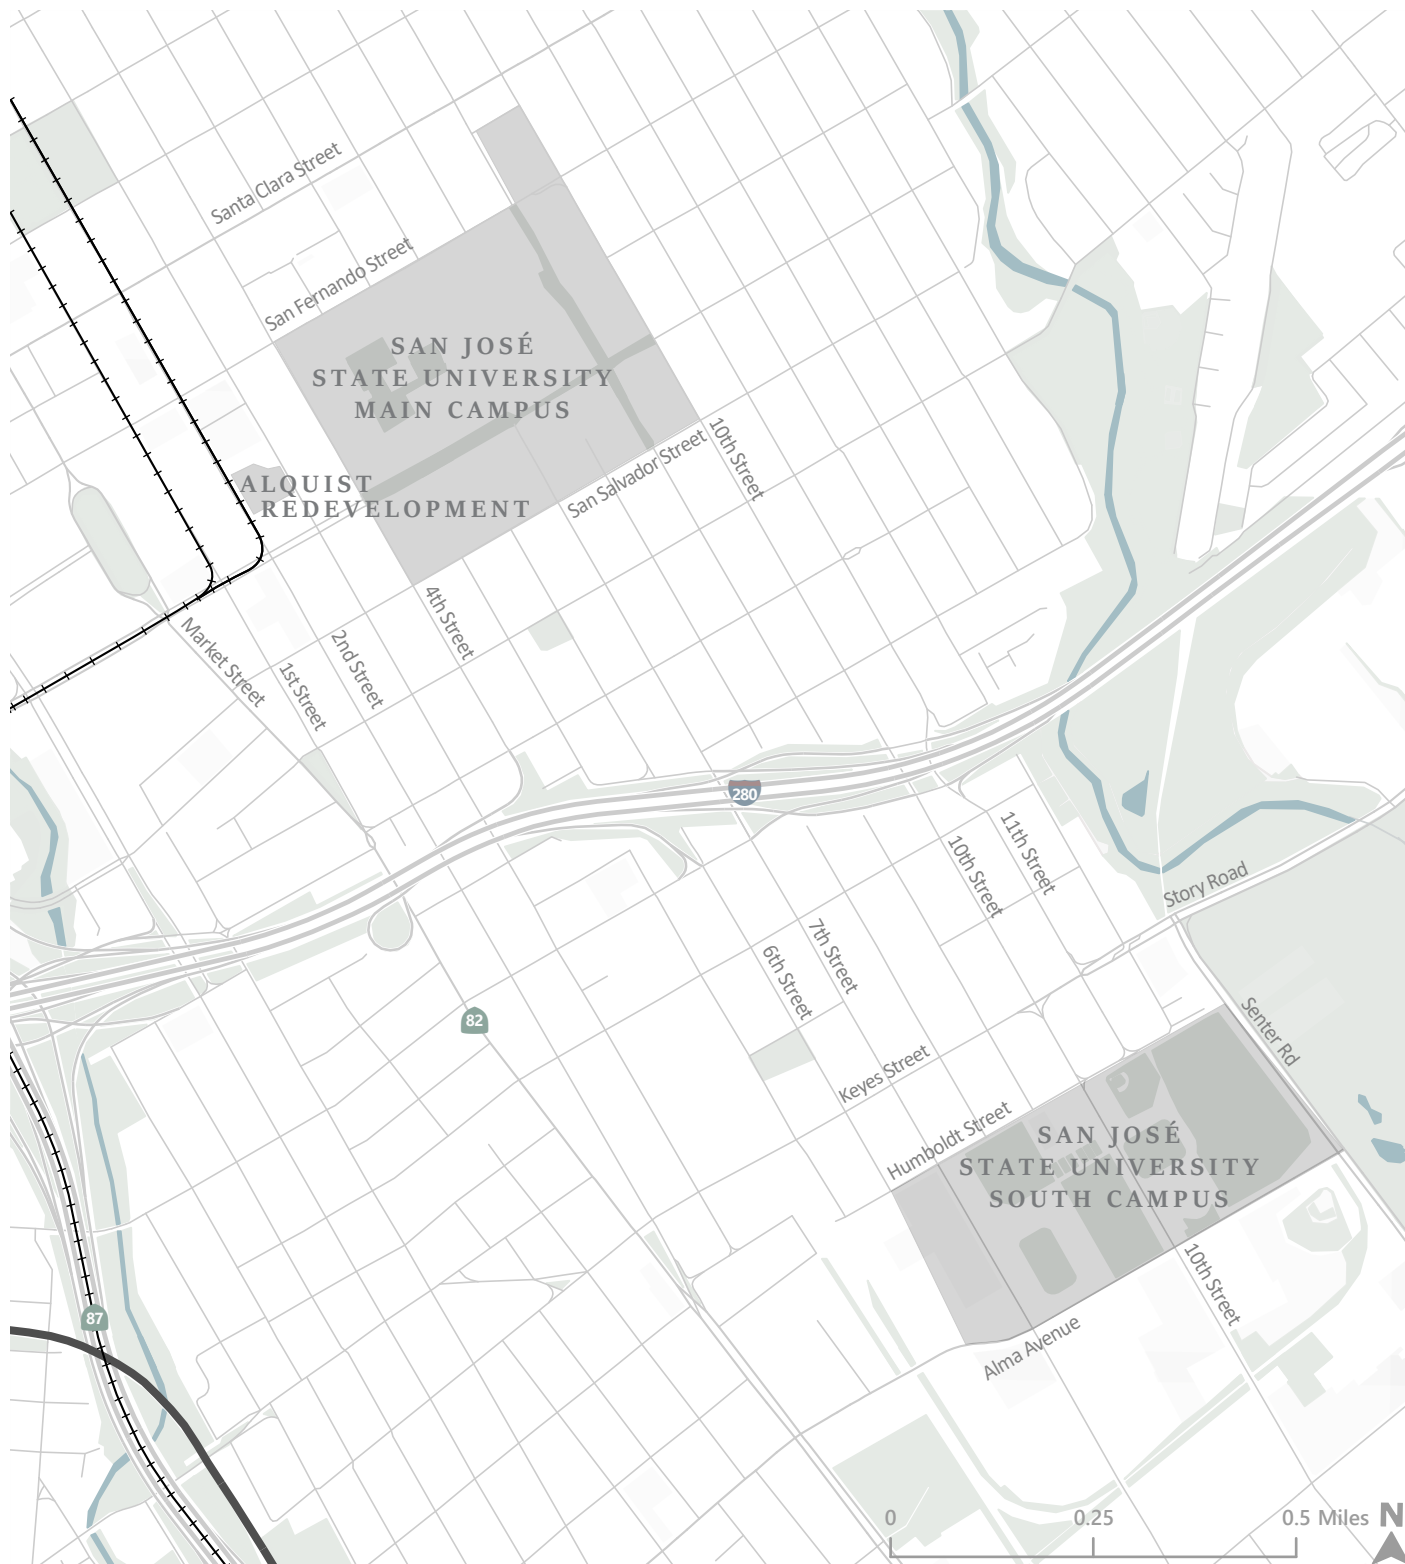 Santa Clara Street
San Fernando Street
SAN JOSÉ
STATE UNIVERSITY
MAIN CAMPUS
10th Street
San Salvador Street
ALQUIST
REDEVELOPMENT
4th Street
Market Street
2nd Street
1st Street
280
11th Street
10th Street
Story Road
7th Street
6th Street
82
Senter Rd
Keyes Street
Humboldt Street
SAN JOSÉ
STATE UNIVERSITY
SOUTH CAMPUS
10th Street
87
Alma Avenue
0 0.25 0.5 Miles N